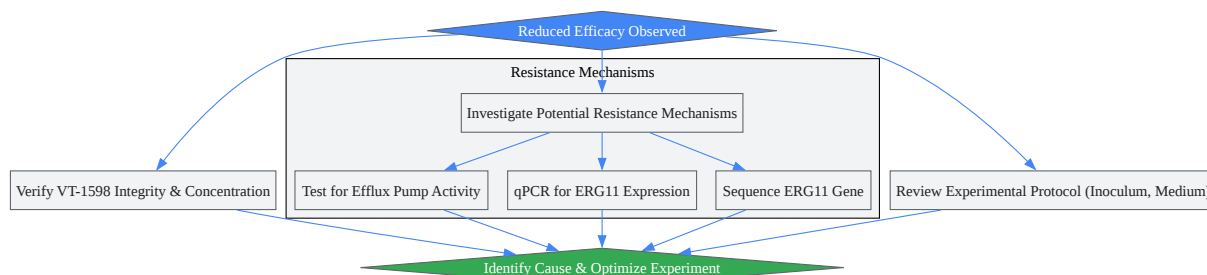 Reduced Efficacy Observed
Resistance Mechanisms
Investigate Potential Resistance Mechanisms
Verify VT-1598 Integrity & Concentration
Test for Efflux Pump Activity
qPCR for ERG11 Expression
Sequence ERG11 Gene
Review Experimental Protocol (Inoculum, Medium)
Identify Cause & Optimize Experiment